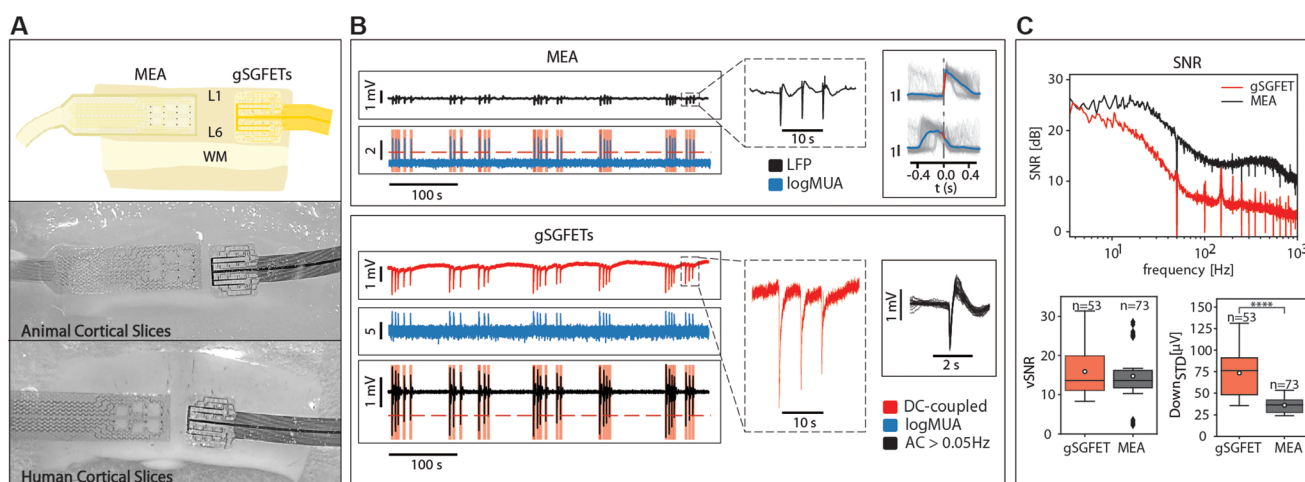 A
MEA
gSGFETs
L1
L6
WM
Animal Cortical Slices
Human Cortical Slices
B
MEA
1 mV
2
100 s
10 s
LFP
logMUA
1
1
-0.4 0.0 0.4
t (s)
gSGFETs
1 mV
5
1 mV
100 s
10 s
1 mV
2 s
DC-coupled
logMUA
AC > 0.05Hz
C
SNR
gSGFET
MEA
30
20
10
0
SNR [dB]
10¹ 10² 10³
frequency [Hz]
n=53 n=73
30
20
10
0
vSNR
gSGFET MEA
****
n=53
n=73
150
125
100
75
50
25
0
DownSTD[µV]
gSGFET MEA